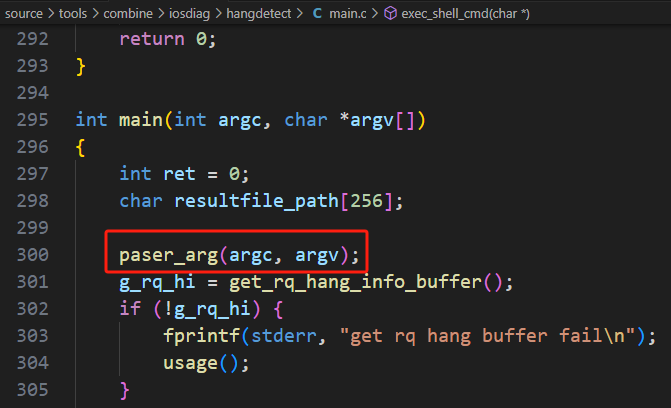 source > tools > combine > iosdiag > hangdetect > C main.c > exec_shell_cmd(char *)
292 return 0;
293 }
294
295 int main(int argc, char *argv[])
296 {
297 int ret = 0;
298 char resultfile_path[256];
299
300 paser_arg(argc, argv);
301 g_rq_hi = get_rq_hang_info_buffer();
302 if (!g_rq_hi) {
303 fprintf(stderr, "get rq hang buffer fail\n");
304 usage();
305 }